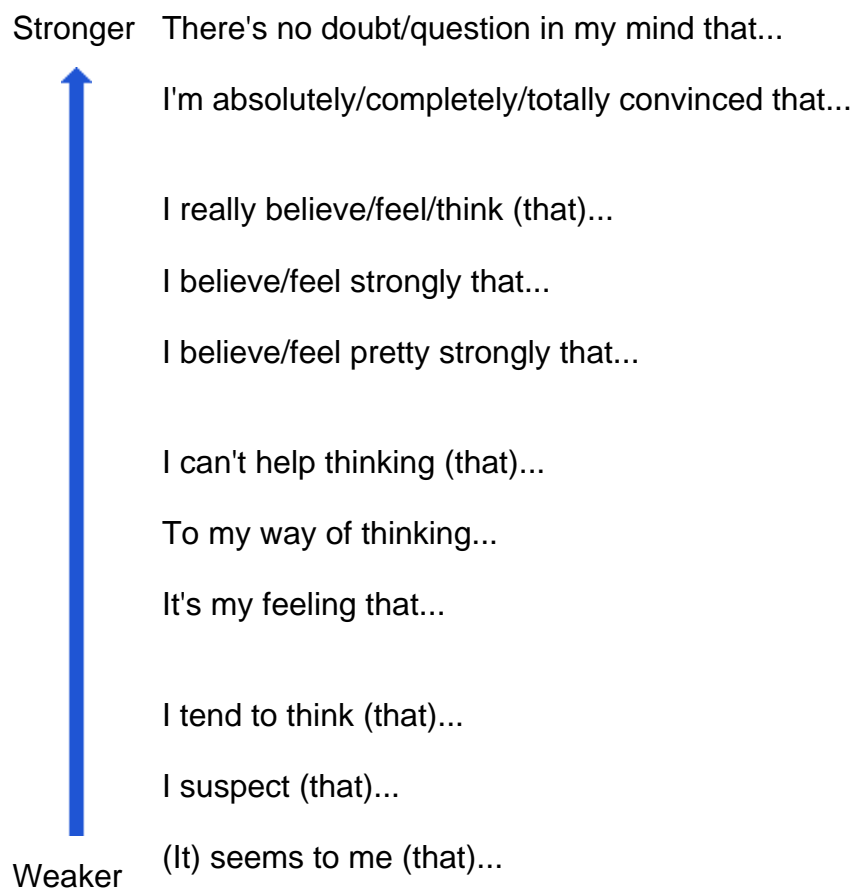 Stronger There's no doubt/question in my mind that...
I'm absolutely/completely/totally convinced that...
I really believe/feel/think (that)...
I believe/feel strongly that...
I believe/feel pretty strongly that...
I can't help thinking (that)...
To my way of thinking...
It's my feeling that...
I tend to think (that)...
I suspect (that)...
(It) seems to me (that)...
Weaker